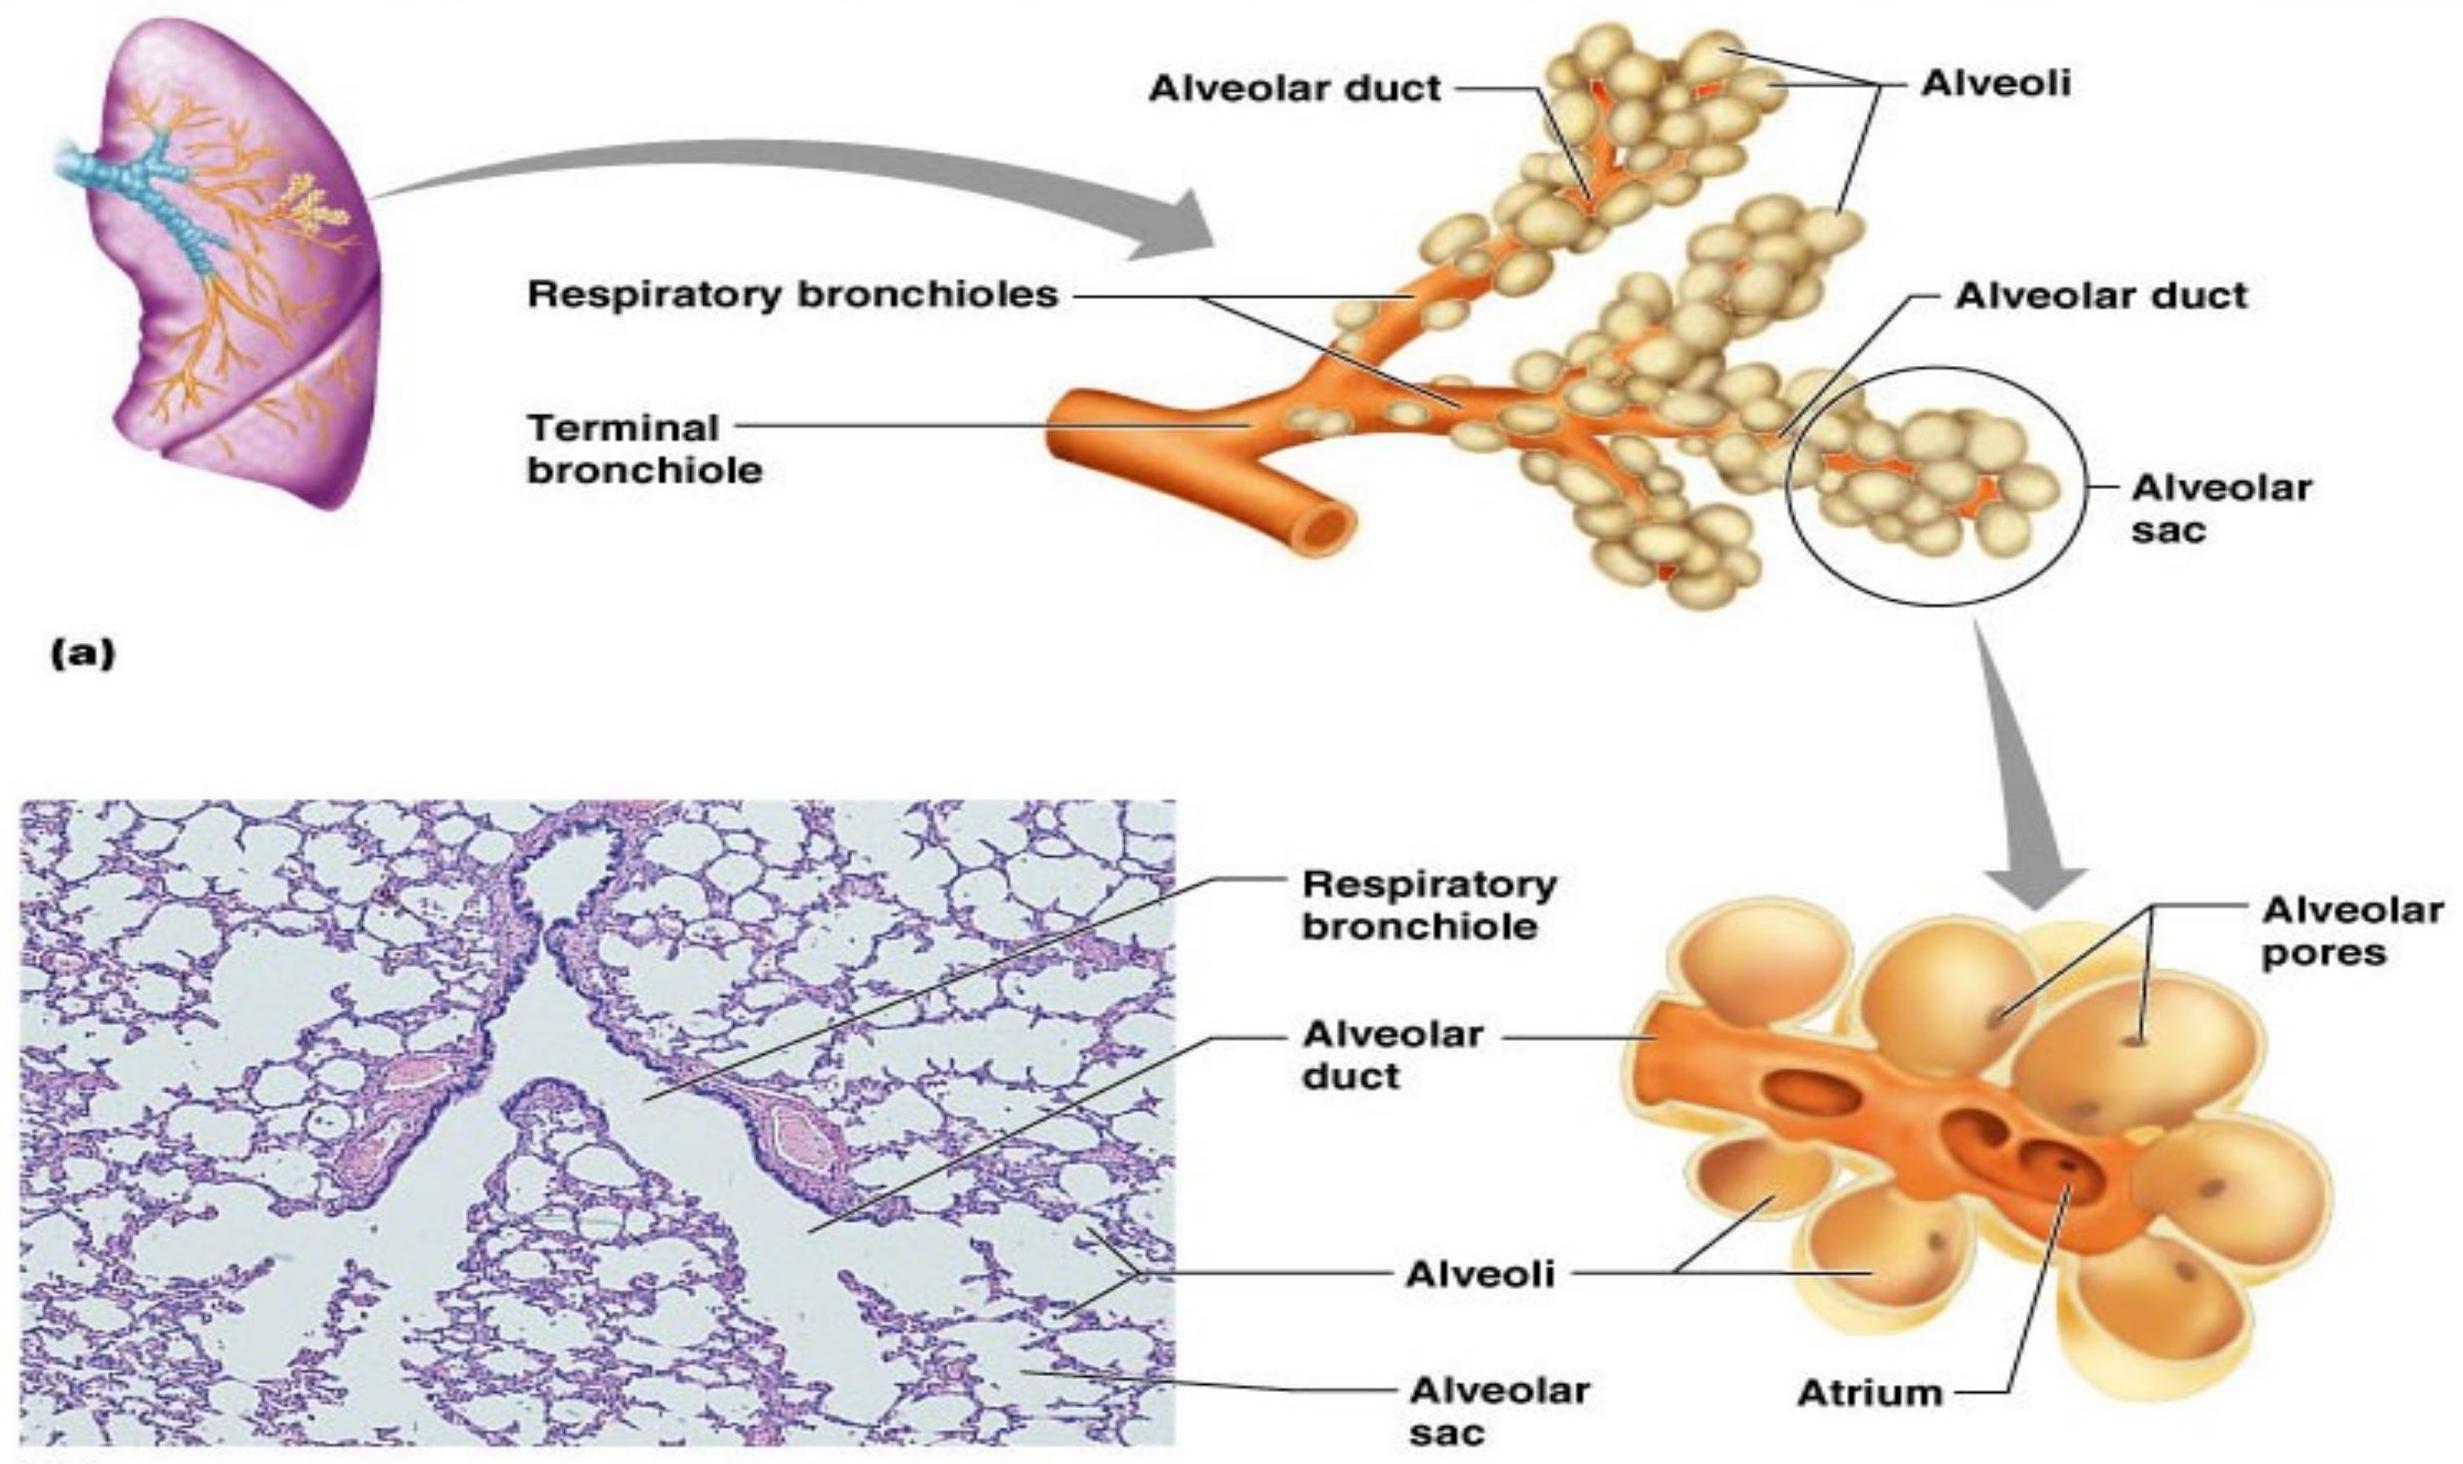 Alveolar duct
Alveoli
Respiratory bronchioles
Alveolar duct
Terminal
bronchiole
Alveolar
sac
(a)
Respiratory
bronchiole
Alveolar
pores
Alveolar
duct
Alveoli
Atrium
Alveolar
sac